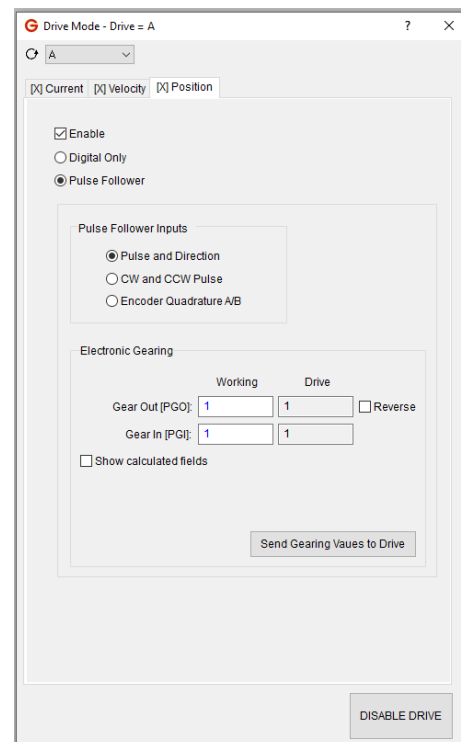 G Drive Mode - Drive = A ? ×
A
[X] Current [X] Velocity [X] Position
Enable
Digital Only
Pulse Follower
Pulse Follower Inputs
Pulse and Direction
CW and CCW Pulse
Encoder Quadrature A/B
Electronic Gearing
Working Drive
Gear Out [PGO]: 1 1 Reverse
Gear In [PGI]: 1 1
Show calculated fields
Send Gearing Vaues to Drive
DISABLE DRIVE